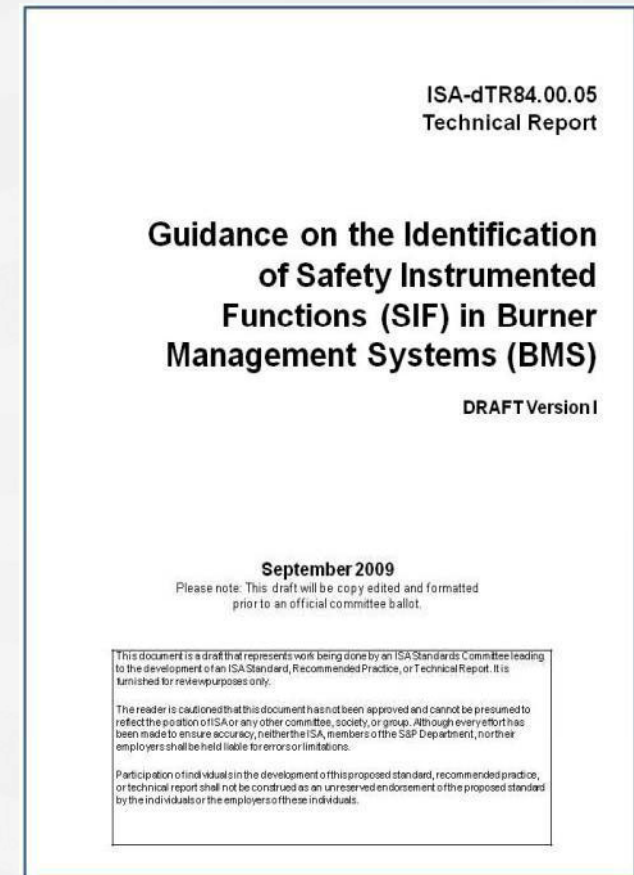 ISA-dTR84.00.05
Technical Report
Guidance on the Identification
of Safety Instrumented
Functions (SIF) in Burner
Management Systems (BMS)
DRAFT Version I
September 2009
Please note: This draft will be copy edited and formatted
prior to an official committee ballot.
This document is a draft that represents work being done by an ISA Standards Committee leading
to the development of an ISA Standard, Recommended Practice, or Technical Report. It is
furnished for review purposes only.
The reader is cautioned that this document has not been approved and cannot be presumed to
reflect the position of ISA or any other committee, society, or group. Although every effort has
been made to ensure accuracy, neither the ISA, members of the S&P Department, nor their
employers shall be held liable for errors or limitations.
Participation of individuals in the development of this proposed standard, recommended practice,
or technical report shall not be construed as an unreserved endorsement of the proposed standard
by the individuals or the employers of these individuals.